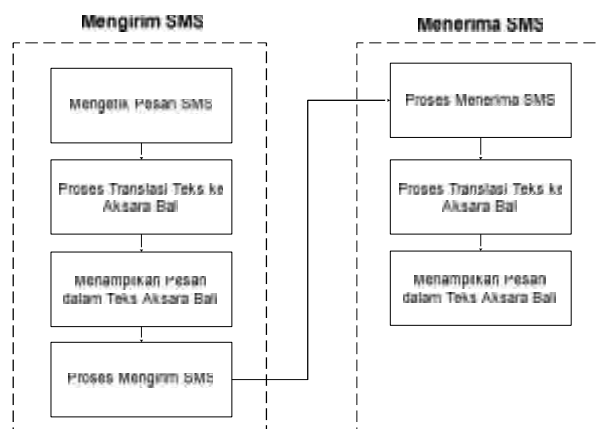 Mengirim SMS
Mengetik Pesan SMS
Proses Translasi Teks ke
Aksara Bali
Menampilkan Pesan
dalam Teks Aksara Bali
Proses Mengirim SMS
Menerima SMS
Proses Menerima SMS
Proses Translasi Teks ke
Aksara Bali
Menampilkan Pesan
dalam Teks Aksara Bali